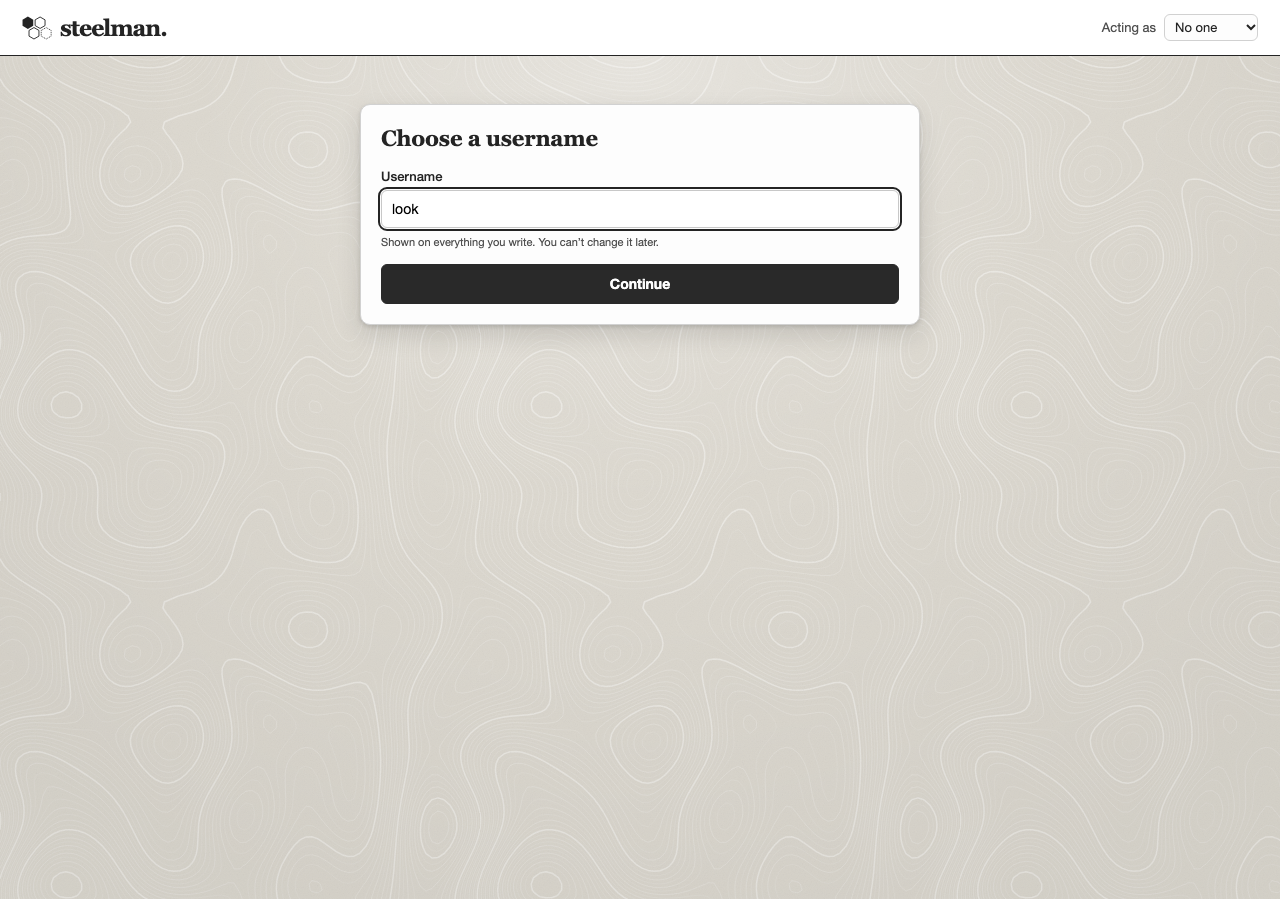 steelman.
Acting as No one
Choose a username
Username
look
Shown on everything you write. You can't change it later.
Continue